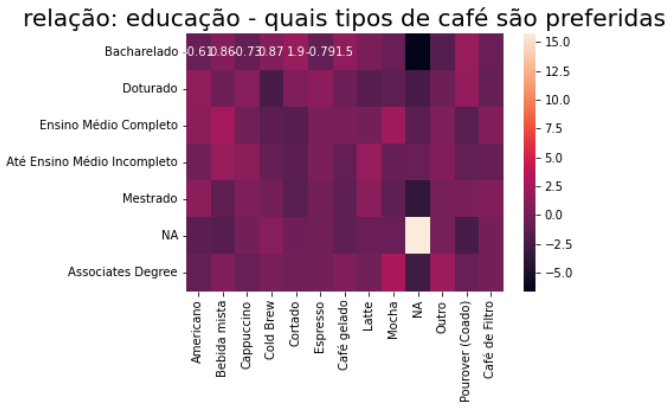 relação: educação - quais tipos de café são preferidas
Bacharelado
-0.61 0.86 -0.73 0.87 1.9 -0.79 1.5
Doturado
Ensino Médio Completo
Até Ensino Médio Incompleto
Mestrado
NA
Associates Degree
Americano
Bebida mista
Cappuccino
Cold Brew
Cortado
Espresso
Café gelado
Latte
Mocha
NA
Outro
Pourover (Coado)
Café de Filtro
15.0
12.5
10.0
7.5
5.0
2.5
0.0
−2.5
−5.0